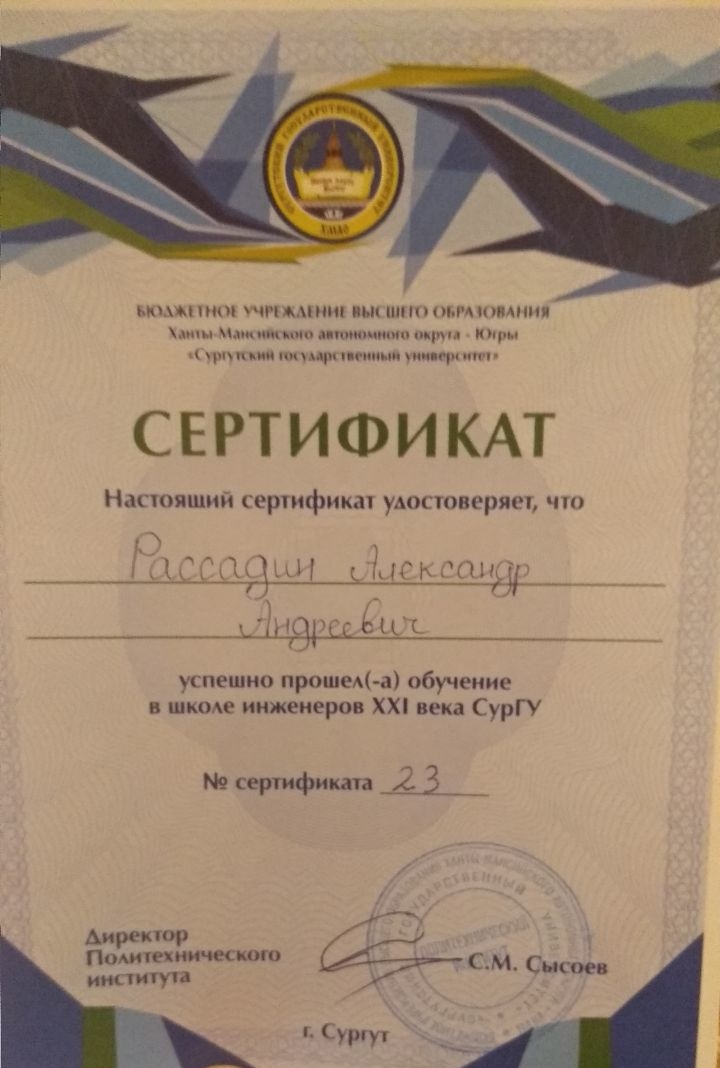 СУРГУТСКИЙ ГОСУДАРСТВЕННЫЙ УНИВЕРСИТЕТ
ХМАО
БЮДЖЕТНОЕ УЧРЕЖДЕНИЕ ВЫСШЕГО ОБРАЗОВАНИЯ
Ханты-Мансийского автономного округа - Югры
«Сургутский государственный университет»
СЕРТИФИКАТ
Настоящий сертификат удостоверяет, что
Рассадин Александр
Андреевич
успешно прошел(-а) обучение
в школе инженеров XXI века СурГУ
№ сертификата 23
Директор
Политехнического
института
С.М. Сысоев
г. Сургут